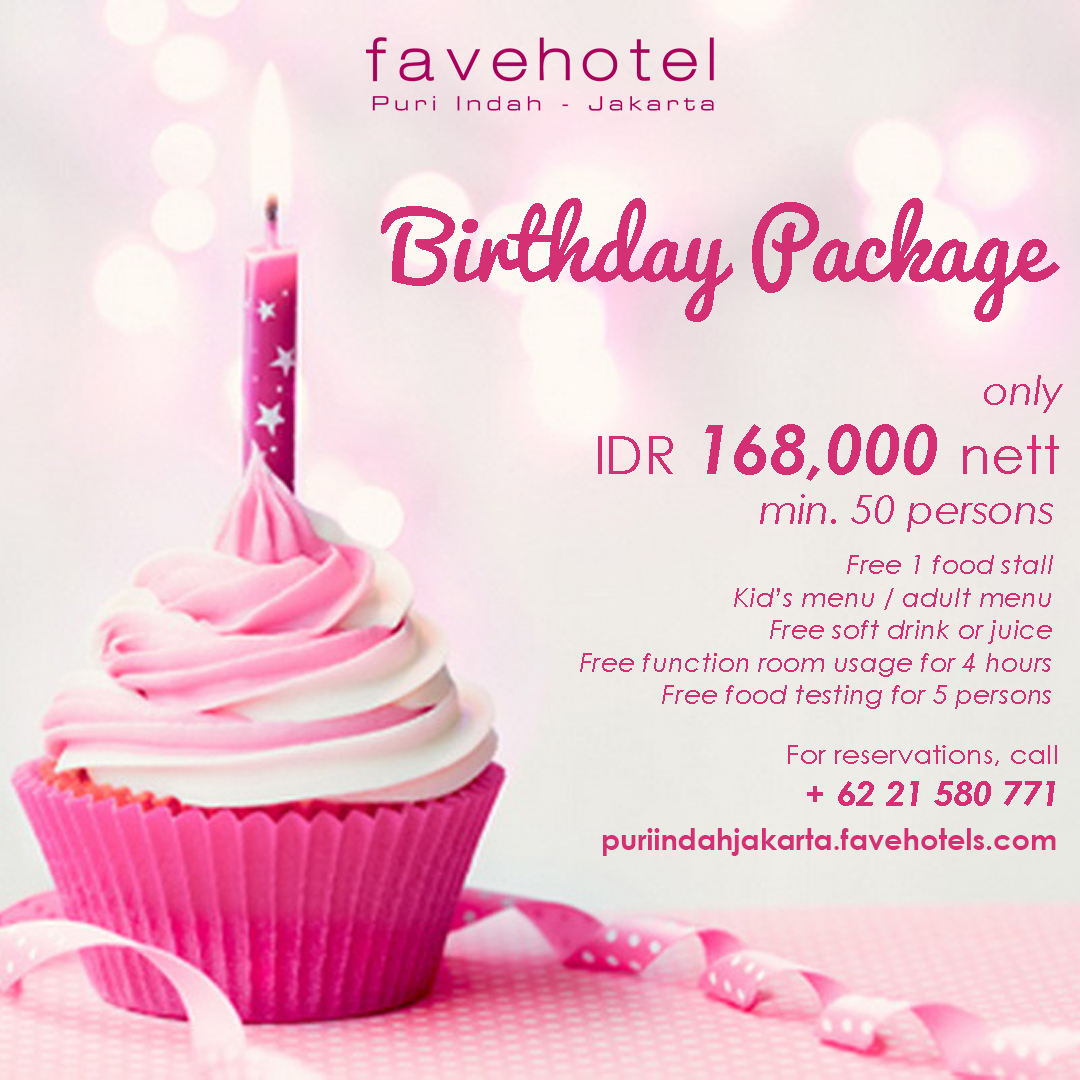 favehotel
Puri Indah - Jakarta
Birthday Package
only
IDR 168,000 nett
min. 50 persons
Free 1 food stall
Kid's menu / adult menu
Free soft drink or juice
Free function room usage for 4 hours
Free food testing for 5 persons
For reservations, call
+ 62 21 580 771
puriindahjakarta.favehotels.com